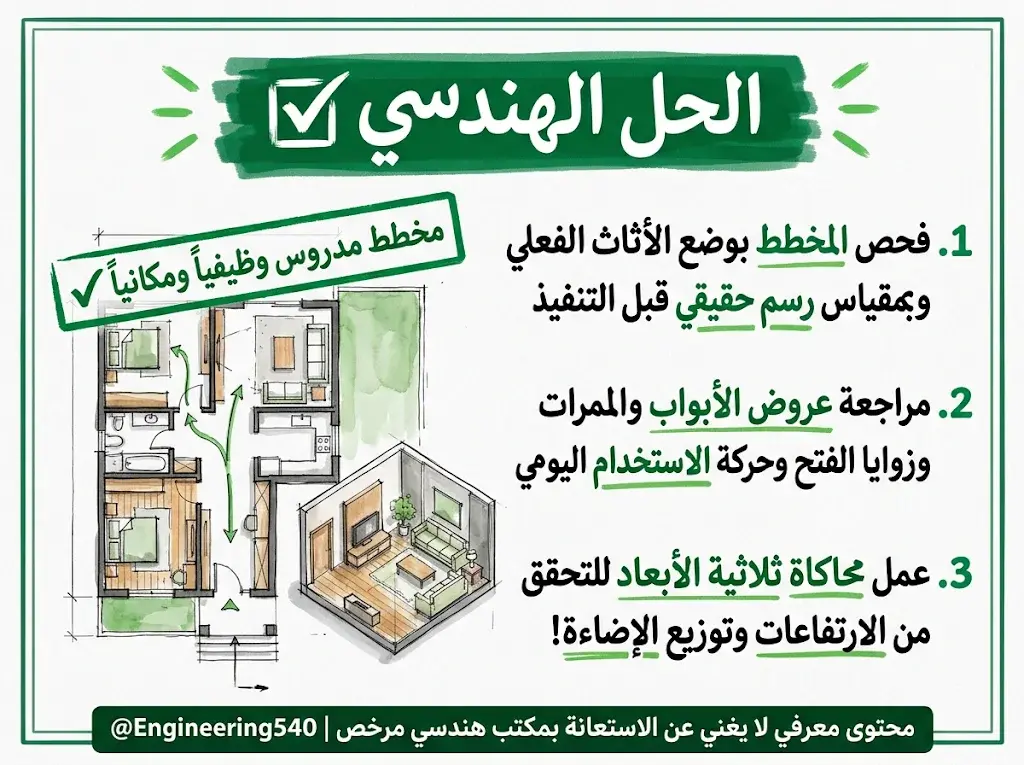 الحل الهندسي
مخطط مدروس وظيفياً ومكانياً ✓
1. فحص المخطط بوضع الأثاث الفعلي
وبمقياس رسم حقيقي قبل التنفيذ
2. مراجعة عروض الأبواب والممرات
وزوايا الفتح وحركة الاستخدام اليومي
3. عمل محاكاة ثلاثية الأبعاد للتحقق
من الارتفاعات وتوزيع الإضاءة!
محتوى معرفي لا يغني عن الاستعانة بمكتب هندسي مرخص | @Engineering540